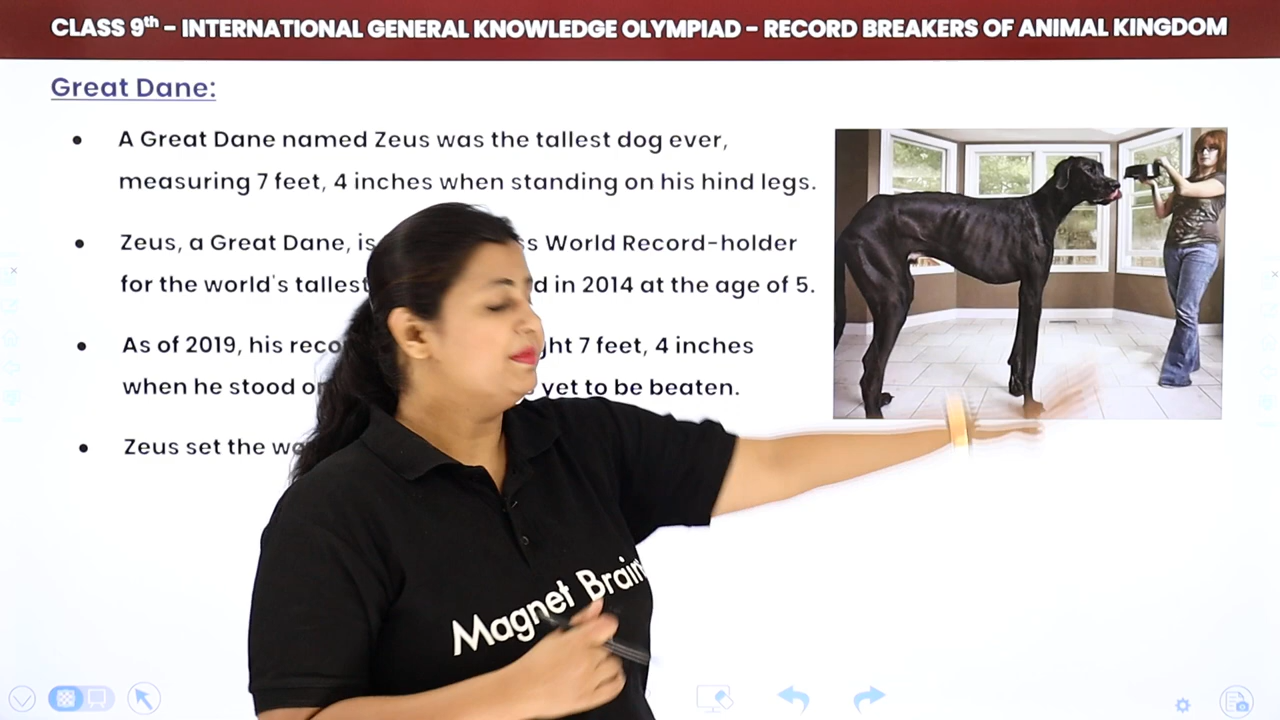 CLASS 9th – INTERNATIONAL GENERAL KNOWLEDGE OLYMPIAD – RECORD BREAKERS OF ANIMAL KINGDOM
Great Dane:
• A Great Dane named Zeus was the tallest dog ever,
measuring 7 feet, 4 inches when standing on his hind legs.
• Zeus, a Great Dane, is World Record-holder
for the world's tallest in 2014 at the age of 5.
• As of 2019, his 7 feet, 4 inches
when he stood yet to be beaten.
• Zeus set the
Magnet Brain